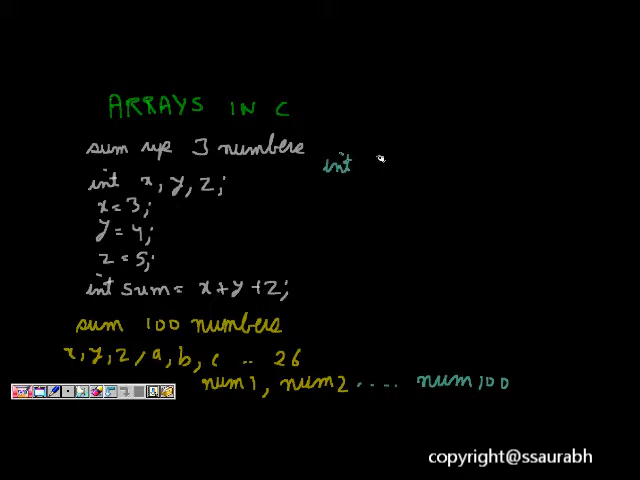 ARRAYS IN C
sum up 3 numbers
int
int x, y, z;
x = 3;
y = 4;
z = 5;
int sum = x + y + z;
sum 100 numbers
x, y, z, a, b, c .. 26
num1, num2 .... num100
copyright@ssaurabh